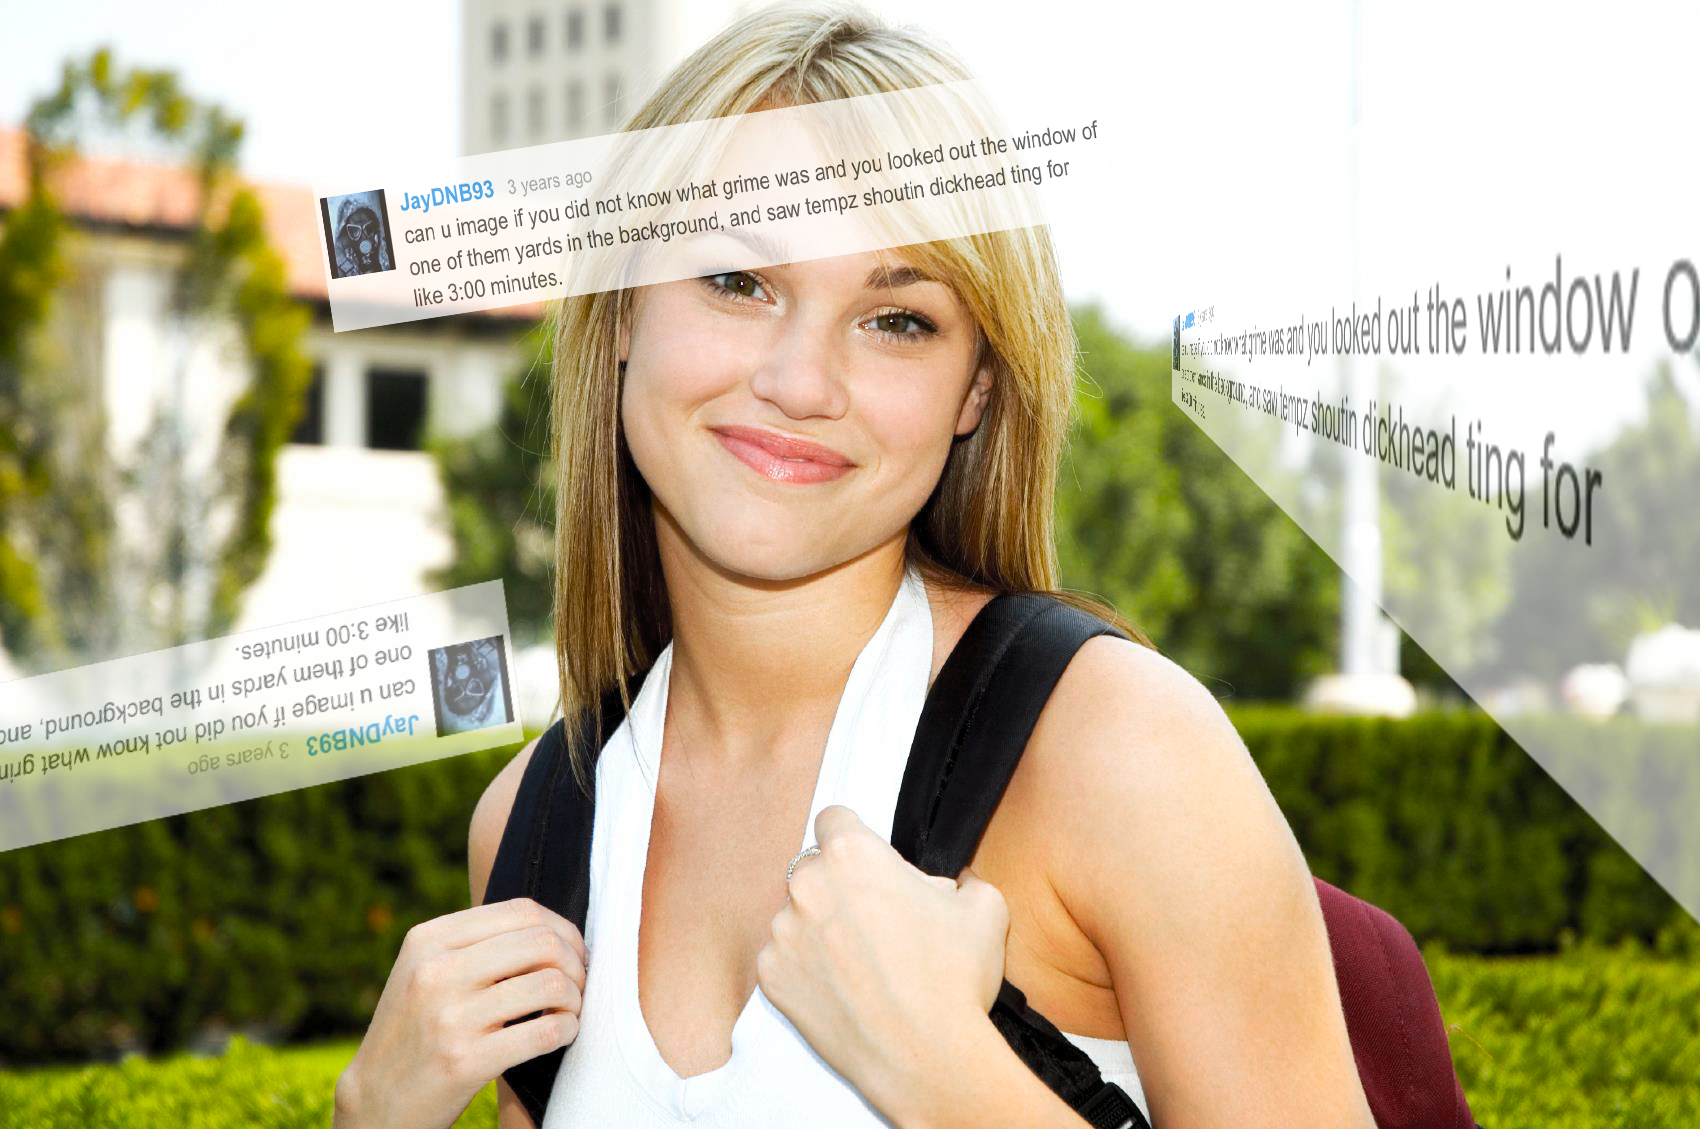 JayDNB93 3 years ago
can u image if you did not know what grime was and you looked out the window of
one of them yards in the background, and saw tempz shoutin dickhead ting for
like 3:00 minutes.
was and you looked out the window
saw tempz shoutin dickhead ting for
JayDNB93 3 years ago
can u image if you did not know what
one of them yards in the background,
like 3:00 minutes.